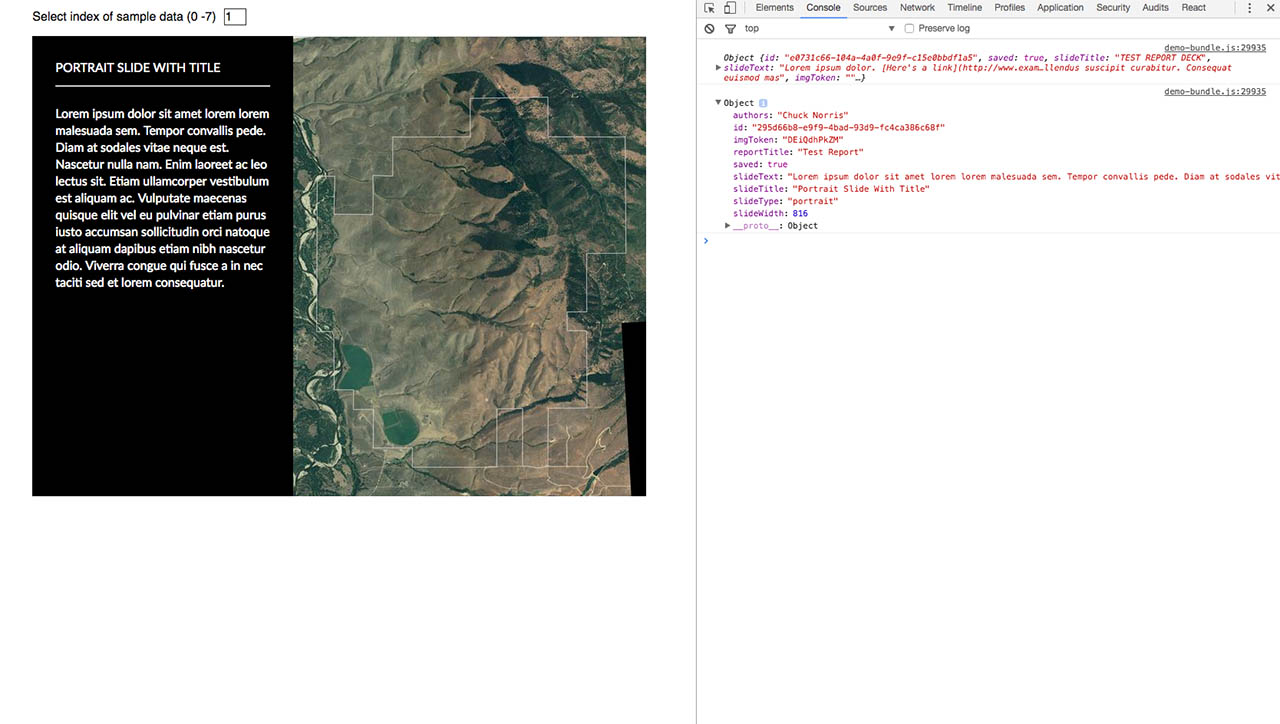 Select index of sample data (0 -7) 1
PORTRAIT SLIDE WITH TITLE
Lorem ipsum dolor sit amet lorem lorem
malesuada sem. Tempor convallis pede.
Diam at sodales vitae neque est.
Nascetur nulla nam. Enim laoreet ac leo
lectus sit. Etiam ullamcorper vestibulum
est aliquam ac. Vulputate maecenas
quisque elit vel eu pulvinar etiam purus
iusto accumsan sollicitudin orci natoque
at aliquam dapibus etiam nibh nascetur
odio. Viverra congue qui fusce a in nec
taciti sed et lorem consequatur.
Elements Console Sources Network Timeline Profiles Application Security Audits React
top Preserve log
demo-bundle.js:29935
Object {id: "e0731c66-104a-4a0f-9e9f-c15e0bbdf1a5", saved: true, slideTitle: "TEST REPORT DECK",
slideText: "Lorem ipsum dolor. [Here's a link](http://www.exam…llendus suscipit curabitur. Consequat
euismod mas", imgToken: ""…}
demo-bundle.js:29935
Object i
authors: "Chuck Norris"
id: "295d66b8-e9f9-4bad-93d9-fc4ca386c68f"
imgToken: "DEiQdhPkZM"
reportTitle: "Test Report"
saved: true
slideText: "Lorem ipsum dolor sit amet lorem lorem malesuada sem. Tempor convallis pede. Diam at sodales vit
slideTitle: "Portrait Slide With Title"
slideType: "portrait"
slideWidth: 816
__proto__: Object